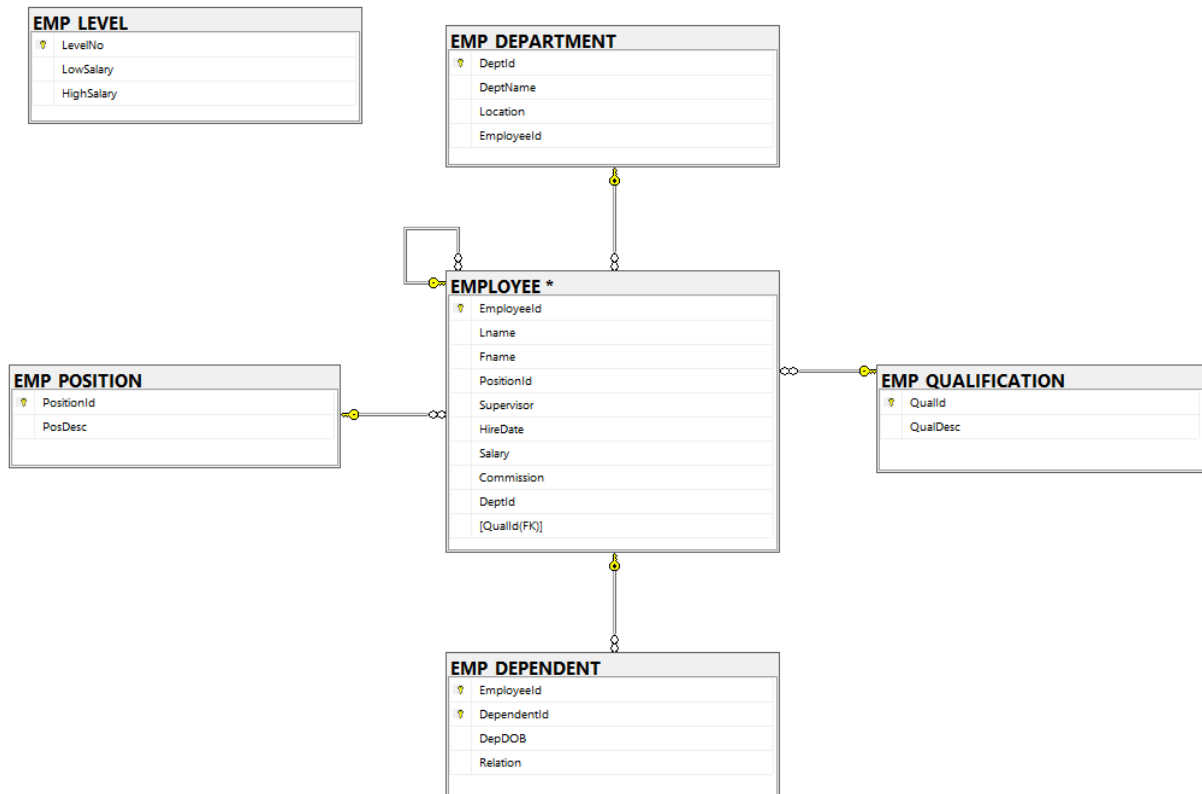 EMP LEVEL
LevelNo
LowSalary
HighSalary
EMP DEPARTMENT
DeptId
DeptName
Location
EmployeeId
EMPLOYEE *
EmployeeId
Lname
Fname
PositionId
Supervisor
HireDate
Salary
Commission
DeptId
[QualId(FK)]
EMP POSITION
PositionId
PosDesc
EMP QUALIFICATION
QualId
QualDesc
EMP DEPENDENT
EmployeeId
DependentId
DepDOB
Relation